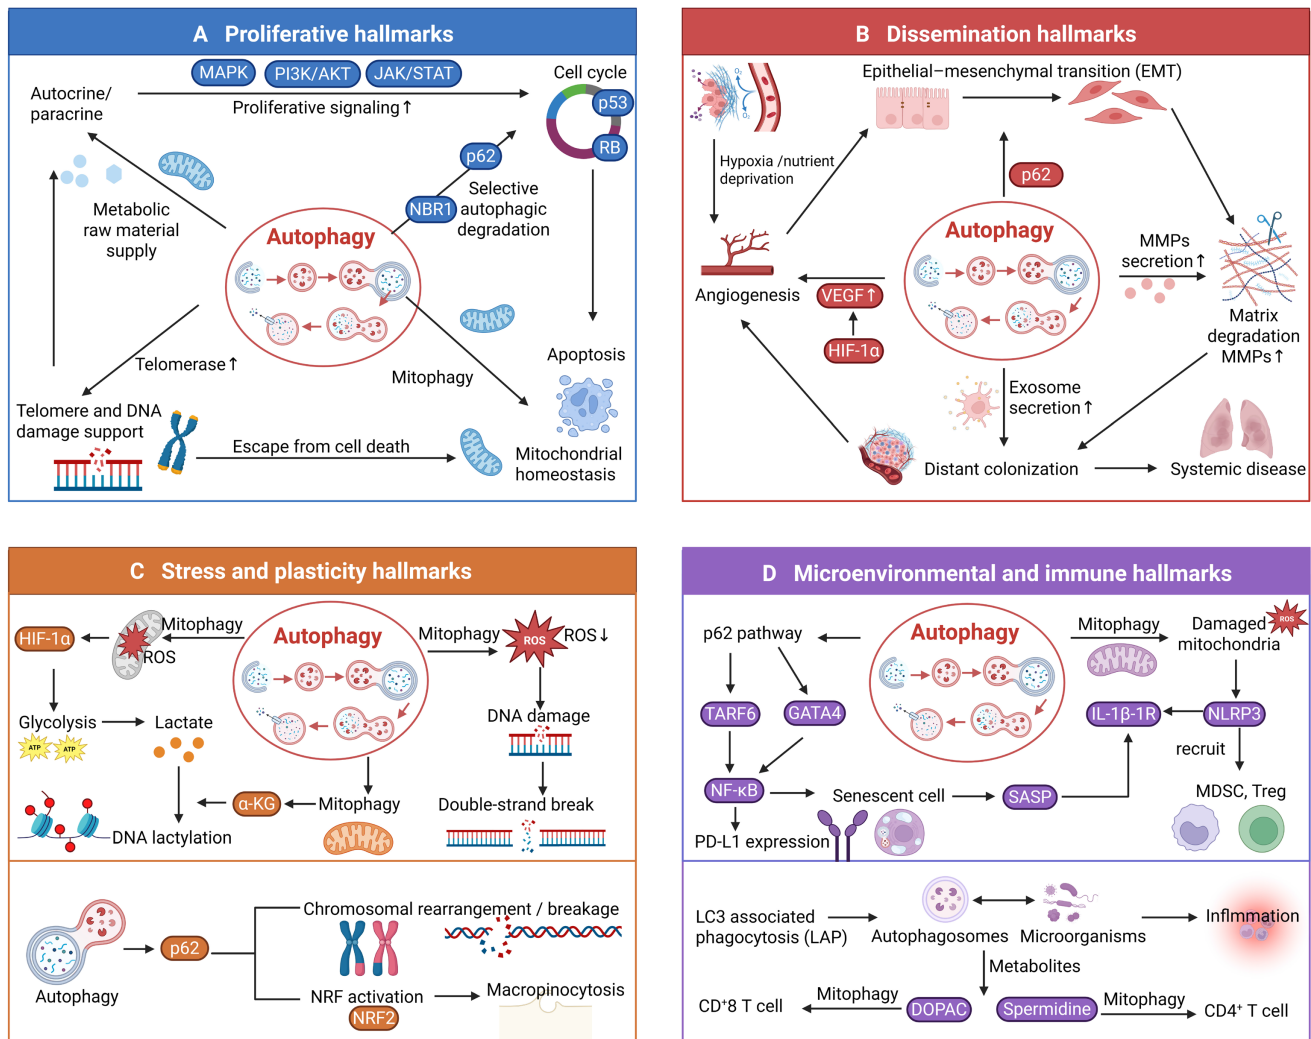 A Proliferative hallmarks
MAPK
PI3K/AKT
JAK/STAT
Cell cycle
Autocrine/
paracrine
Proliferative signaling↑
p53
RB
p62
NBR1
Selective
autophagic
degradation
Metabolic
raw material
supply
Autophagy
Telomerase↑
Mitophagy
Apoptosis
Telomere and DNA
damage support
Escape from cell death
Mitochondrial
homeostasis
B Dissemination hallmarks
Epithelial–mesenchymal transition (EMT)
O₂
O₂
Hypoxia /nutrient
deprivation
p62
Autophagy
MMPs
secretion↑
Angiogenesis
VEGF↑
HIF-1α
Matrix
degradation
MMPs↑
Exosome
secretion↑
Distant colonization
Systemic disease
C Stress and plasticity hallmarks
HIF-1α
Mitophagy
ROS
Autophagy
Mitophagy
ROS
ROS↓
Glycolysis
ATP
ATP
Lactate
DNA damage
α-KG
Mitophagy
Double-strand break
DNA lactylation
Chromosomal rearrangement / breakage
p62
Autophagy
NRF activation
NRF2
Macropinocytosis
D Microenvironmental and immune hallmarks
p62 pathway
Autophagy
Mitophagy
Damaged
mitochondria
ROS
TARF6
GATA4
IL-1β-1R
NLRP3
recruit
NF-κB
Senescent cell
SASP
MDSC, Treg
PD-L1 expression
LC3 associated
phagocytosis (LAP)
Autophagosomes
Microorganisms
Inflmmation
Metabolites
CD⁺8 T cell
Mitophagy
DOPAC
Spermidine
Mitophagy
CD4⁺ T cell